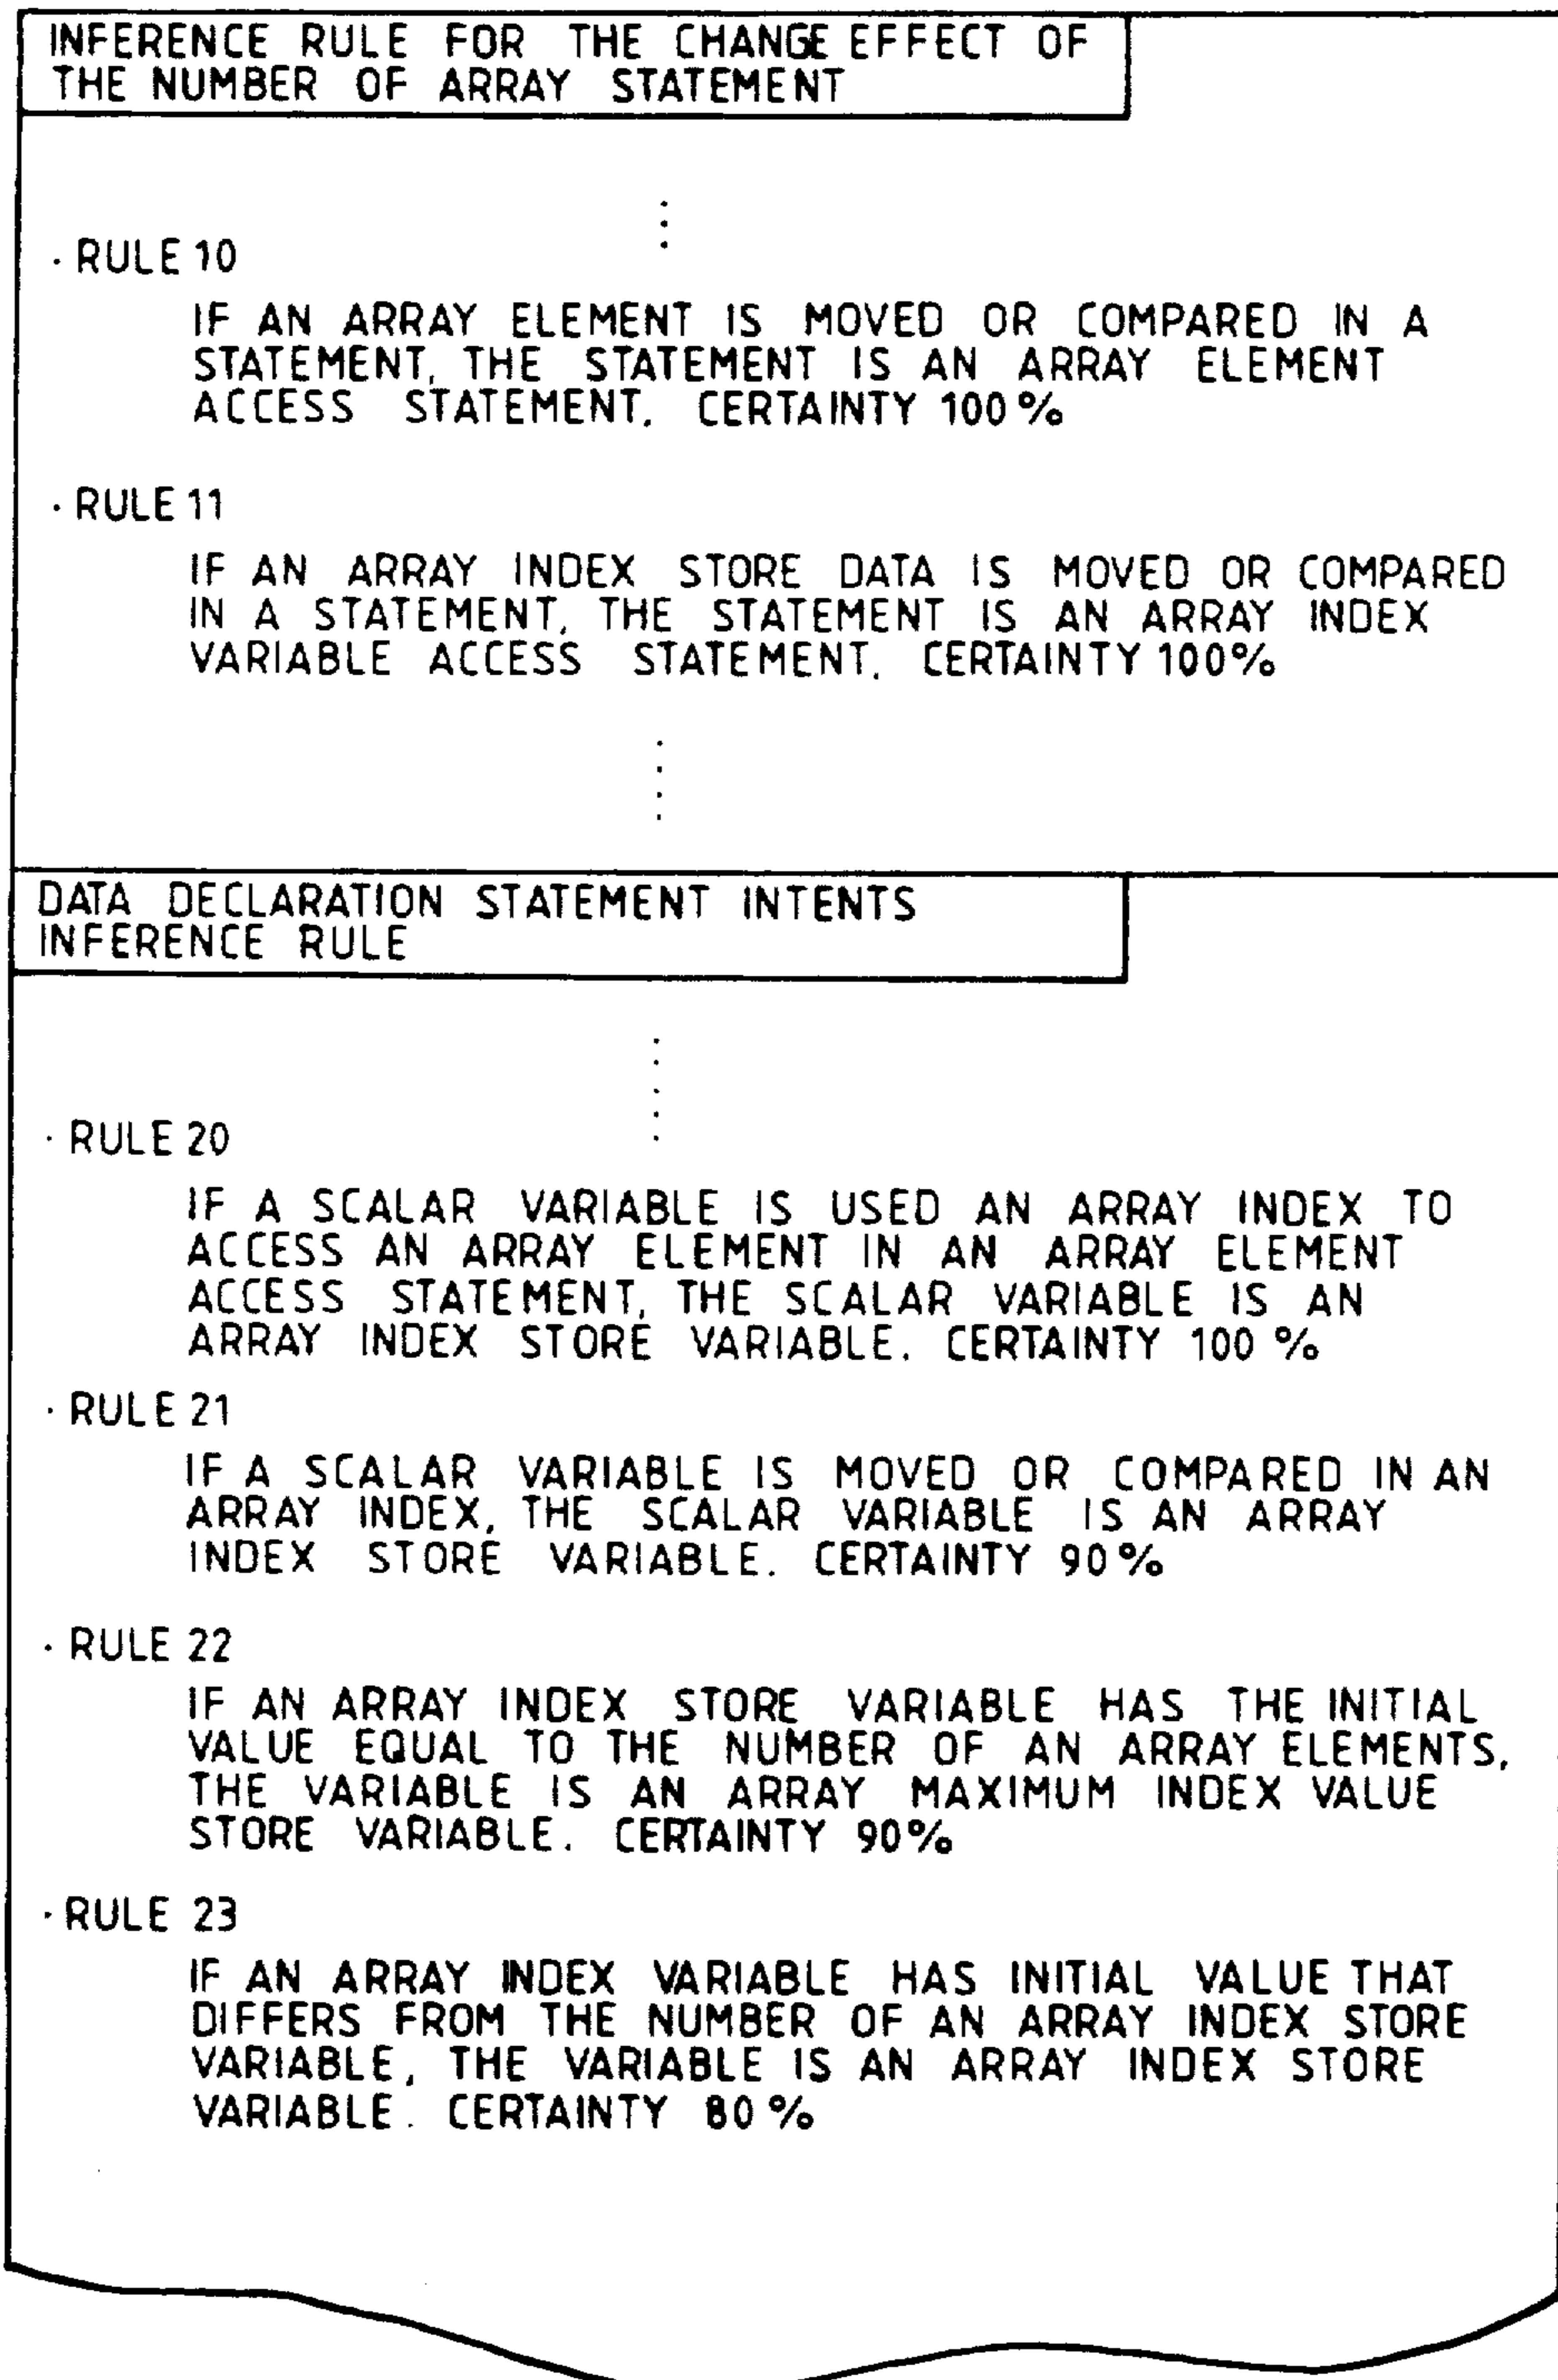 INFERENCE RULE FOR THE CHANGE EFFECT OF
THE NUMBER OF ARRAY STATEMENT
· RULE 10
IF AN ARRAY ELEMENT IS MOVED OR COMPARED IN A
STATEMENT, THE STATEMENT IS AN ARRAY ELEMENT
ACCESS STATEMENT. CERTAINTY 100%
· RULE 11
IF AN ARRAY INDEX STORE DATA IS MOVED OR COMPARED
IN A STATEMENT, THE STATEMENT IS AN ARRAY INDEX
VARIABLE ACCESS STATEMENT. CERTAINTY 100%
DATA DECLARATION STATEMENT INTENTS
INFERENCE RULE
· RULE 20
IF A SCALAR VARIABLE IS USED AN ARRAY INDEX TO
ACCESS AN ARRAY ELEMENT IN AN ARRAY ELEMENT
ACCESS STATEMENT, THE SCALAR VARIABLE IS AN
ARRAY INDEX STORE VARIABLE. CERTAINTY 100 %
· RULE 21
IF A SCALAR VARIABLE IS MOVED OR COMPARED IN AN
ARRAY INDEX, THE SCALAR VARIABLE IS AN ARRAY
INDEX STORE VARIABLE. CERTAINTY 90%
· RULE 22
IF AN ARRAY INDEX STORE VARIABLE HAS THE INITIAL
VALUE EQUAL TO THE NUMBER OF AN ARRAY ELEMENTS,
THE VARIABLE IS AN ARRAY MAXIMUM INDEX VALUE
STORE VARIABLE. CERTAINTY 90%
· RULE 23
IF AN ARRAY INDEX VARIABLE HAS INITIAL VALUE THAT
DIFFERS FROM THE NUMBER OF AN ARRAY INDEX STORE
VARIABLE, THE VARIABLE IS AN ARRAY INDEX STORE
VARIABLE. CERTAINTY 80%